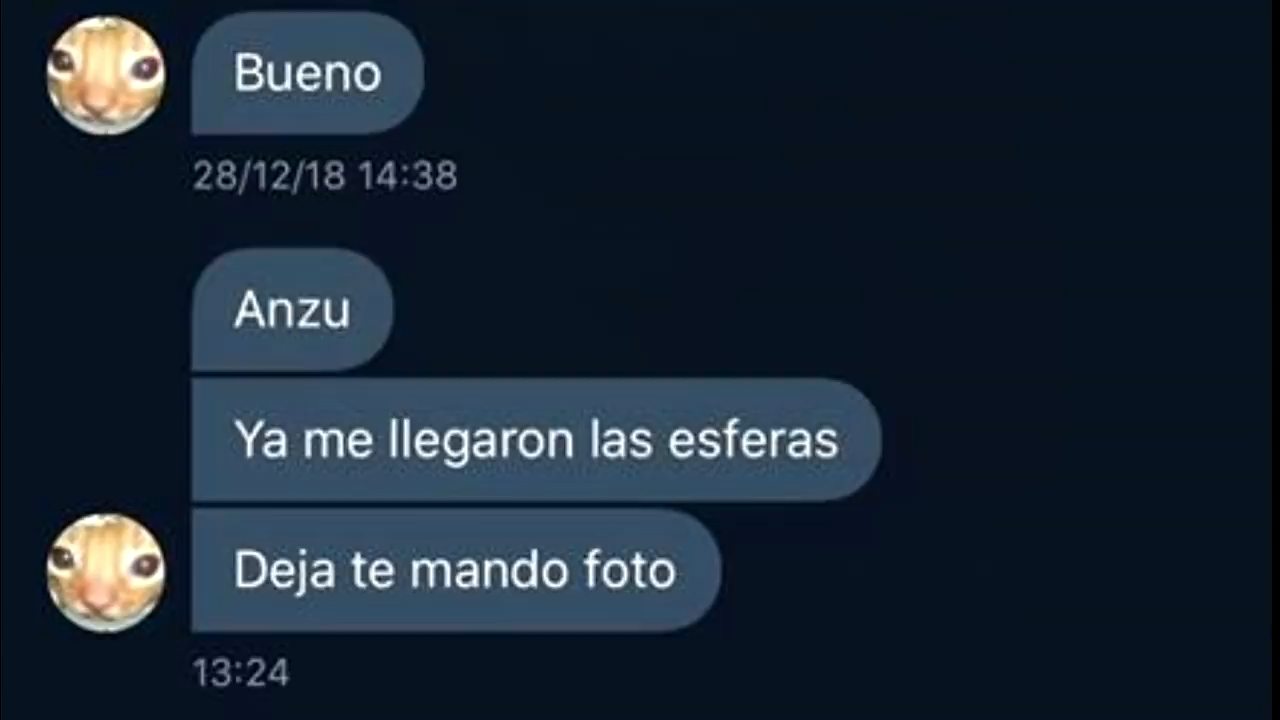 Bueno
28/12/18 14:38
Anzu
Ya me llegaron las esferas
Deja te mando foto
13:24